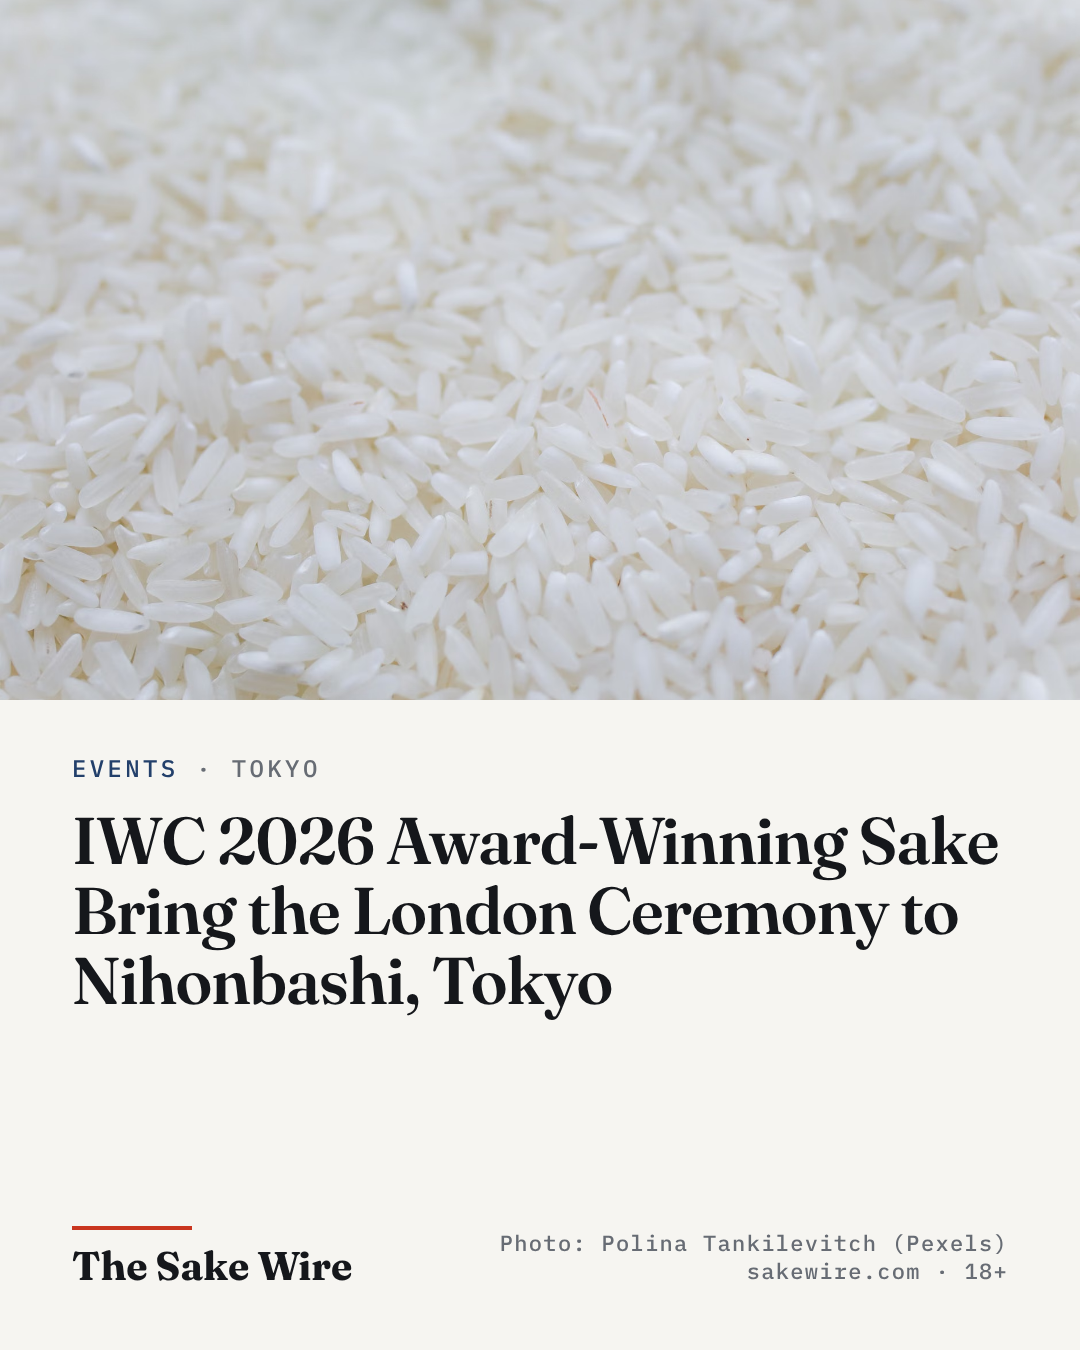 EVENTS · TOKYO
IWC 2026 Award-Winning Sake
Bring the London Ceremony to
Nihonbashi, Tokyo
The Sake Wire
Photo: Polina Tankilevitch (Pexels)
sakewire.com · 18+